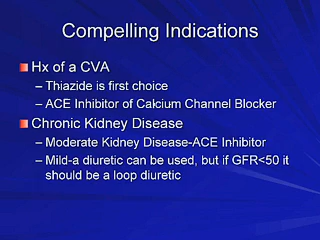 Compelling Indications
Hx of a CVA
– Thiazide is first choice
– ACE Inhibitor of Calcium Channel Blocker
Chronic Kidney Disease
– Moderate Kidney Disease-ACE Inhibitor
– Mild-a diuretic can be used, but if GFR<50 it
should be a loop diuretic